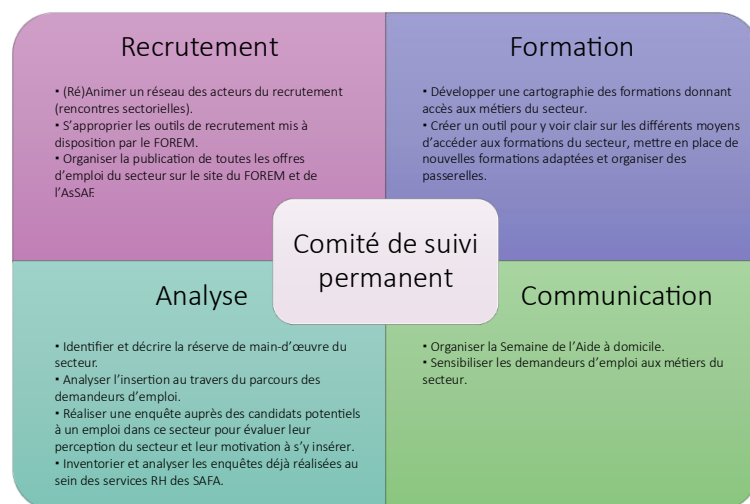 Recrutement
• (Ré)Animer un réseau des acteurs du recrutement
(rencontres sectorielles).
• S’approprier les outils de recrutement mis à
disposition par le FOREM.
• Organiser la publication de toutes les offres
d’emploi du secteur sur le site du FOREM et de
l’AsSAF.
Formation
• Développer une cartographie des formations donnant
accès aux métiers du secteur.
• Créer un outil pour y voir clair sur les différents moyens
d’accéder aux formations du secteur, mettre en place de
nouvelles formations adaptées et organiser des
passerelles.
Comité de suivi
permanent
Analyse
• Identifier et décrire la réserve de main-d’œuvre du
secteur.
• Analyser l’insertion au travers du parcours des
demandeurs d’emploi.
• Réaliser une enquête auprès des candidats potentiels
à un emploi dans ce secteur pour évaluer leur
perception du secteur et leur motivation à s’y insérer.
• Inventorier et analyser les enquêtes déjà réalisées au
sein des services RH des SAFA.
Communication
• Organiser la Semaine de l’Aide à domicile.
• Sensibiliser les demandeurs d’emploi aux métiers du
secteur.